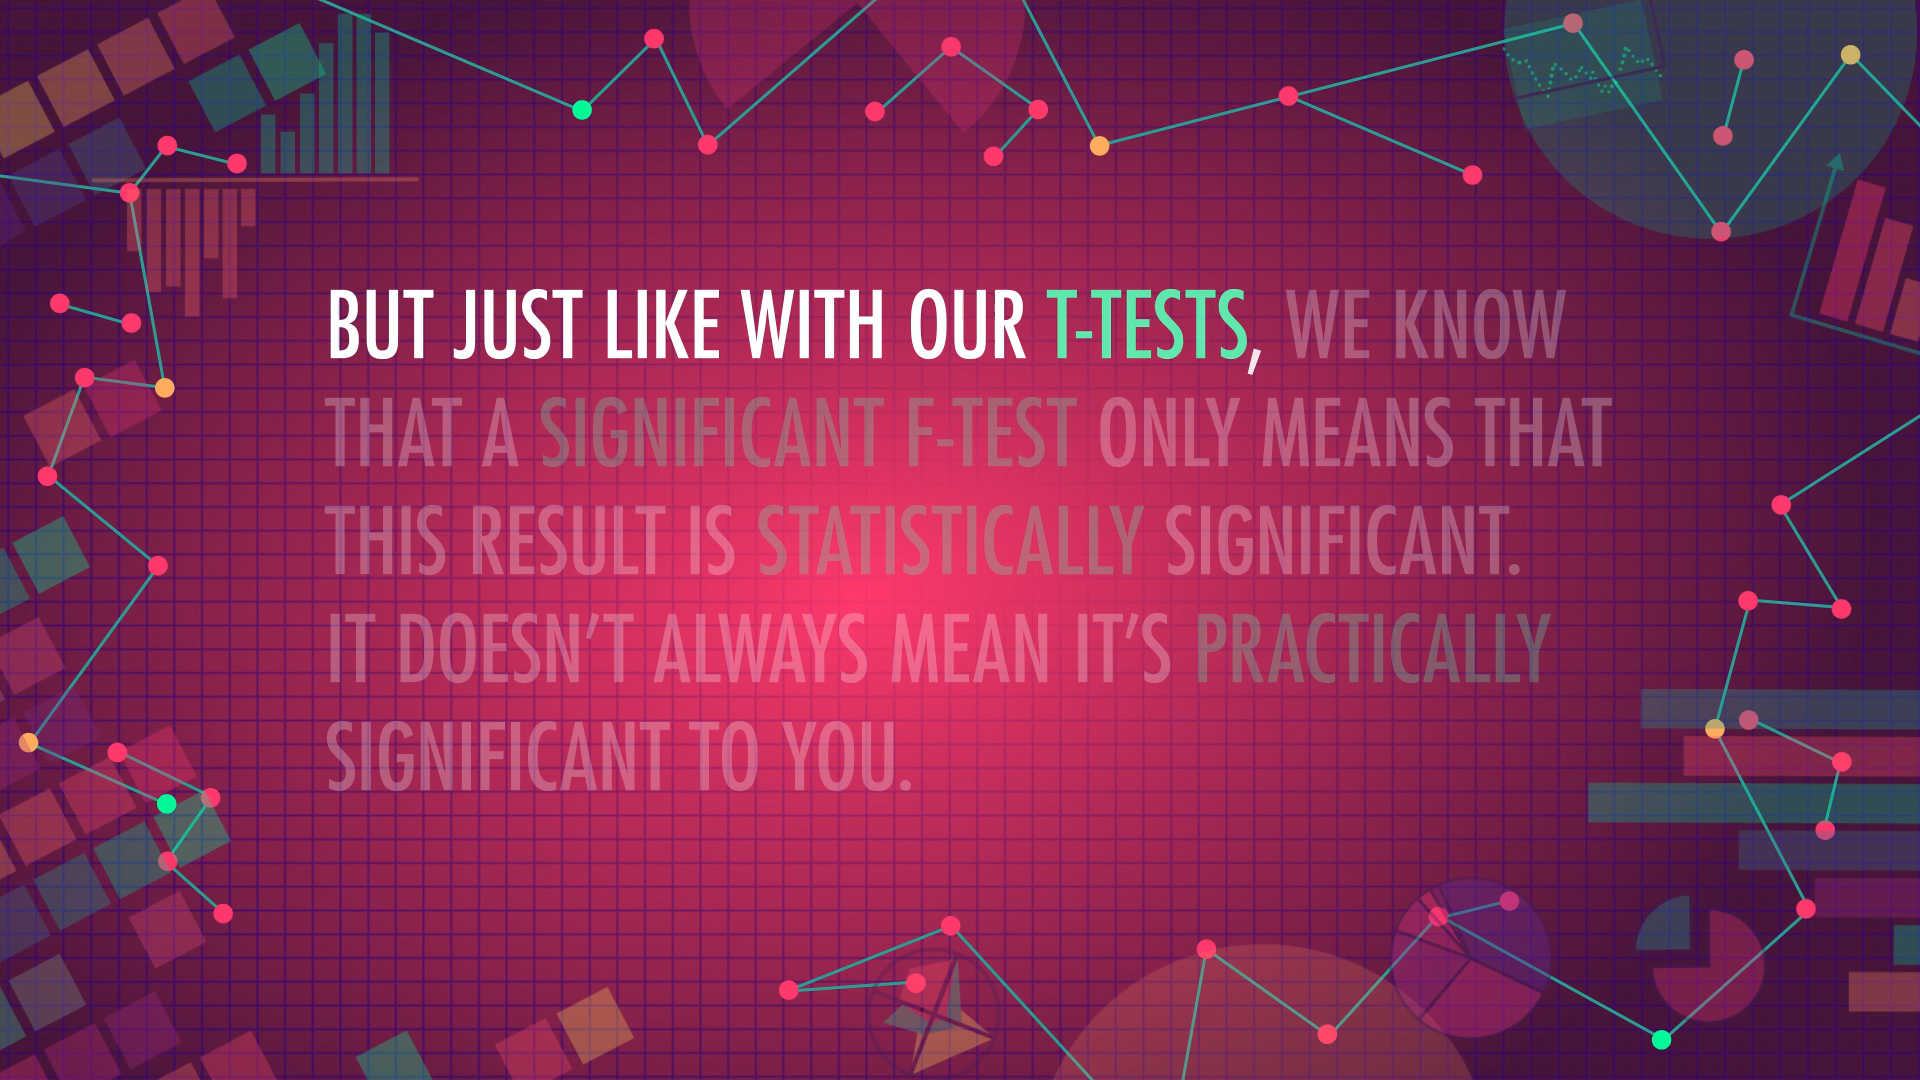 BUT JUST LIKE WITH OUR T-TESTS, WE KNOW
THAT A SIGNIFICANT F-TEST ONLY MEANS THAT
THIS RESULT IS STATISTICALLY SIGNIFICANT.
IT DOESN’T ALWAYS MEAN IT’S PRACTICALLY
SIGNIFICANT TO YOU.